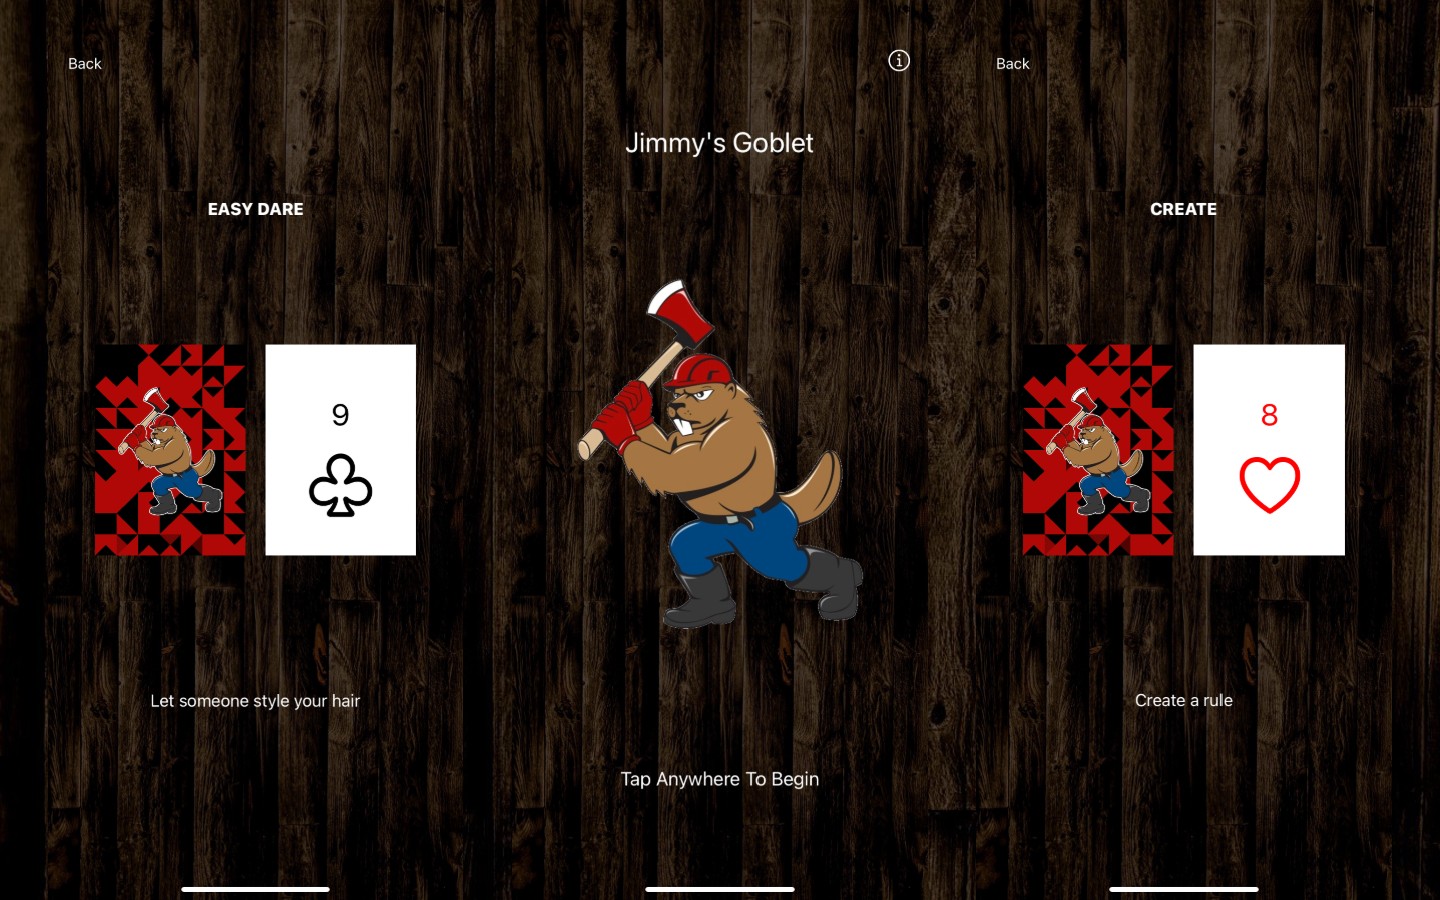 Back
EASY DARE
9
Let someone style your hair
Jimmy's Goblet
Tap Anywhere To Begin
Back
CREATE
8
Create a rule